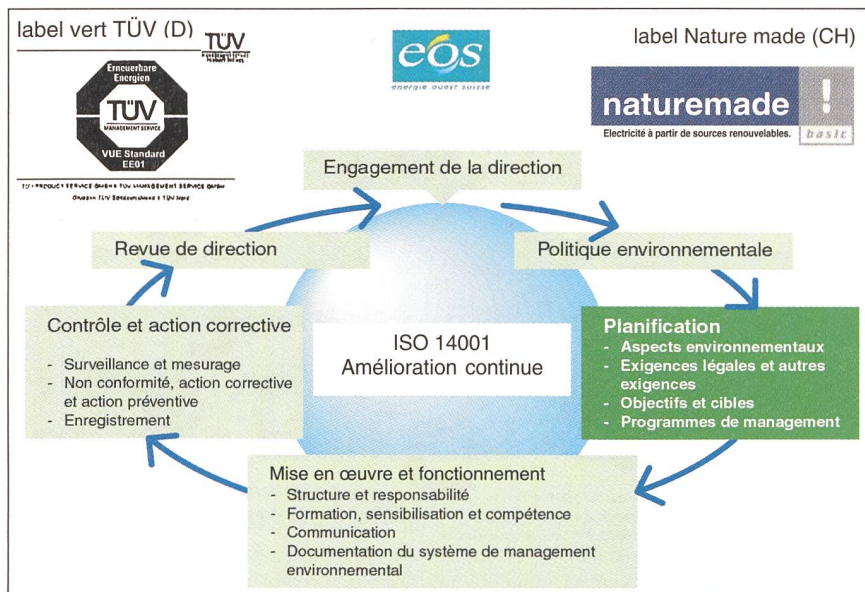 label vert TÜV (D)
TÜV
Erneuerbare
Energien
TÜV
MANAGEMENT SERVICE
VUE Standard
EE01
eos
énergie ouest suisse
label Nature made (CH)
naturemade !
Electricité à partir de sources renouvelables.
basic
Engagement de la direction
Revue de direction
Politique environnementale
Contrôle et action corrective
- Surveillance et mesurage
- Non conformité, action corrective
et action préventive
- Enregistrement
ISO 14001
Amélioration continue
Planification
- Aspects environnementaux
- Exigences légales et autres
exigences
- Objectifs et cibles
- Programmes de management
Mise en œuvre et fonctionnement
- Structure et responsabilité
- Formation, sensibilisation et compétence
- Communication
- Documentation du système de management
environnemental